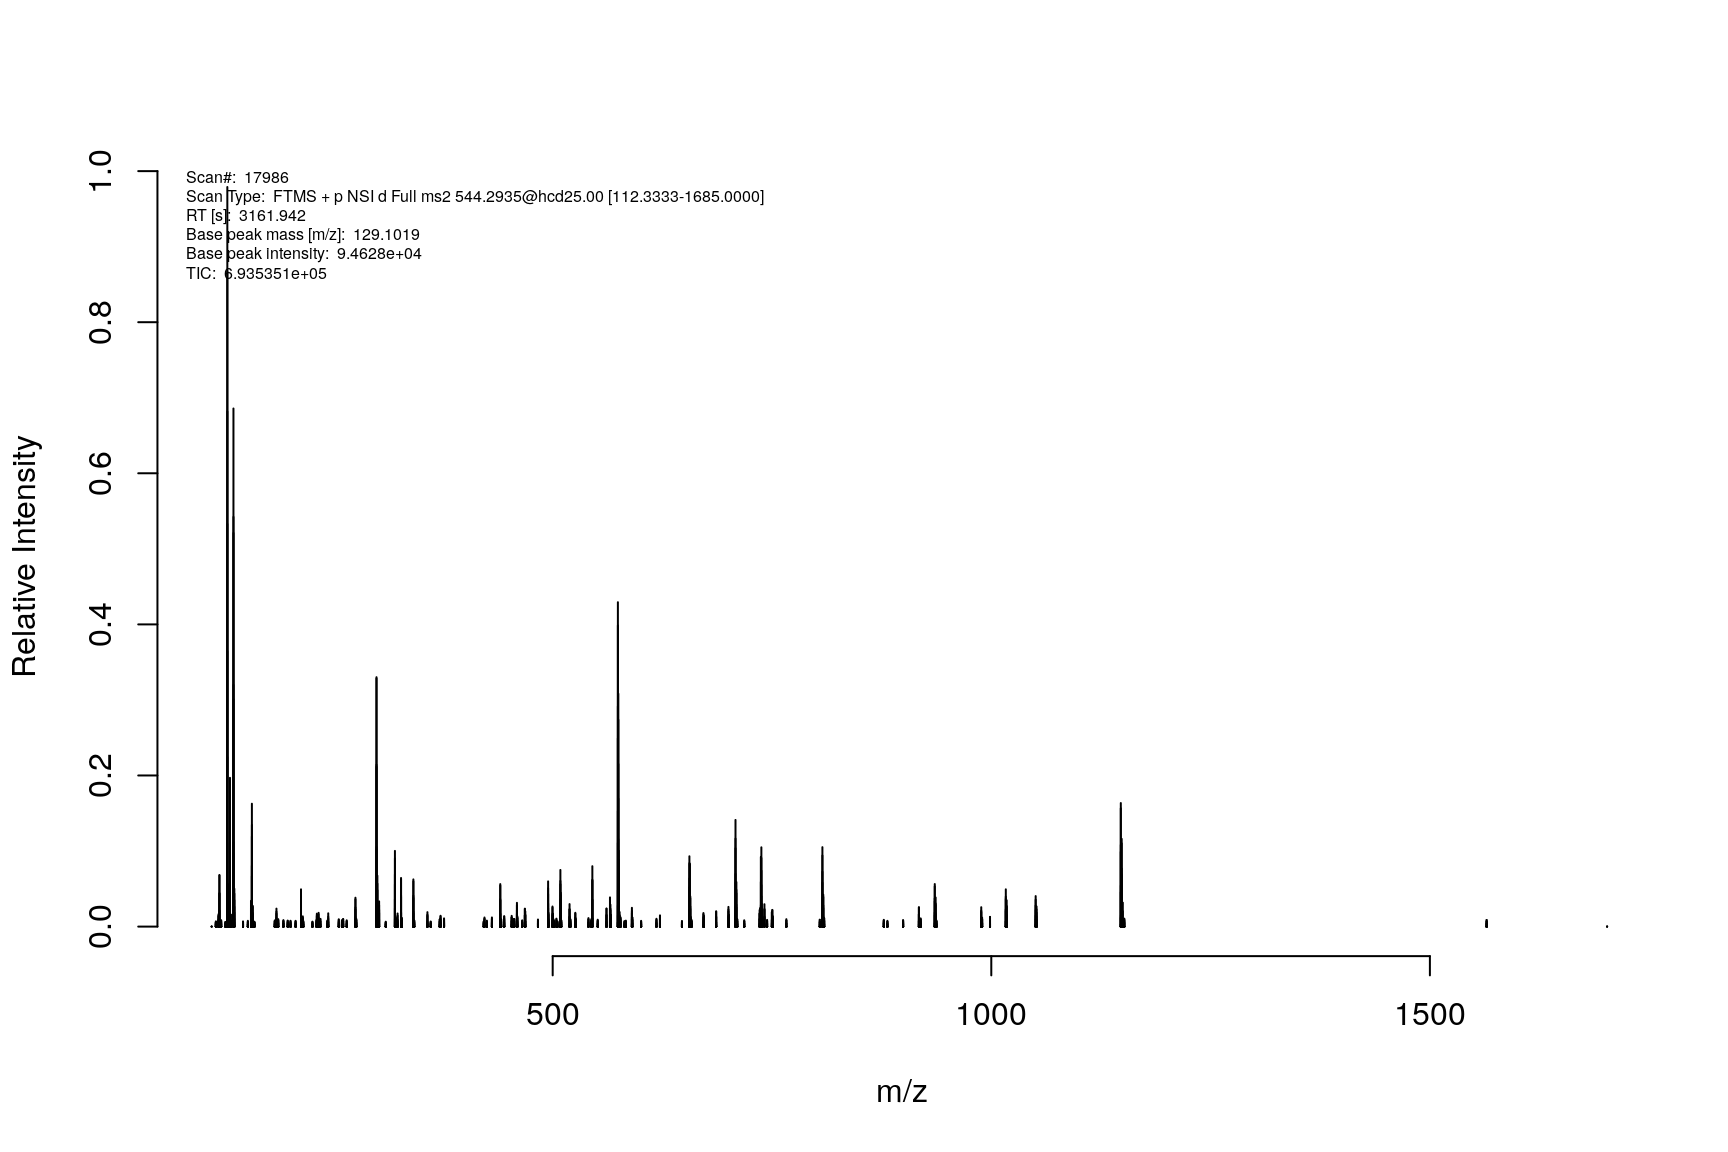 Scan#: 17986
Scan Type: FTMS + p NSI d Full ms2 544.2935@hcd25.00 [112.3333-1685.0000]
RT [s]: 3161.942
Base peak mass [m/z]: 129.1019
Base peak intensity: 9.4628e+04
TIC: 6.935351e+05
1.0
0.8
0.6
0.4
0.2
0.0
Relative Intensity
500 1000 1500
m/z